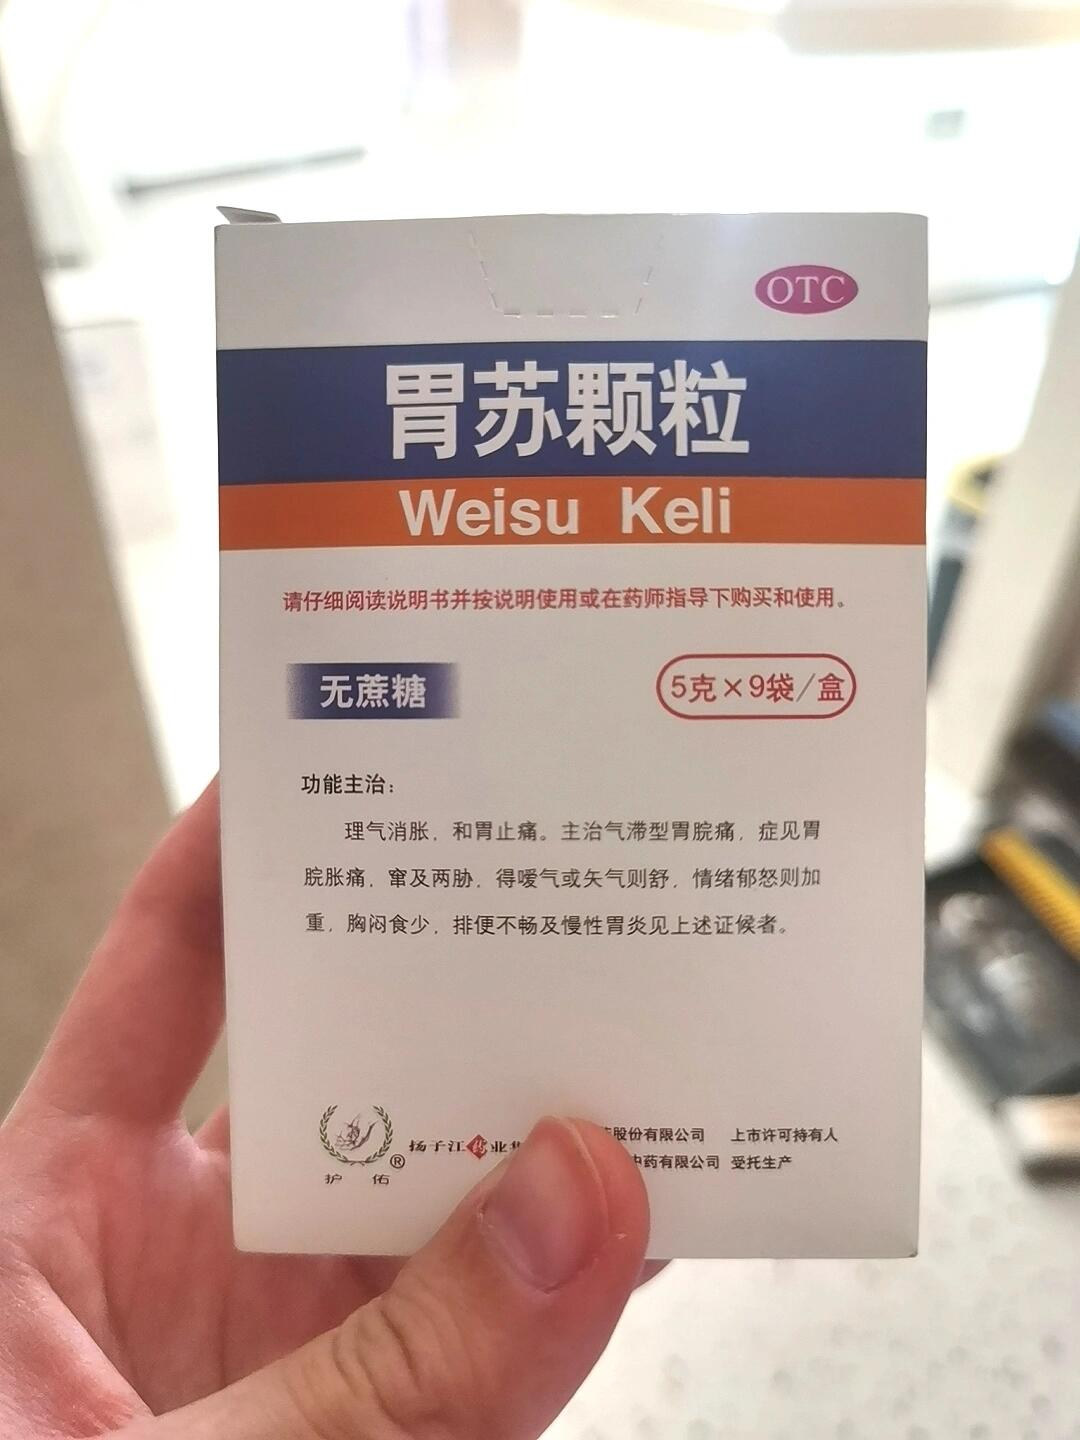 OTC
胃苏颗粒
Weisu Keli
请仔细阅读说明书并按说明使用或在药师指导下购买和使用。
无蔗糖
5克×9袋/盒
功能主治：
理气消胀，和胃止痛。主治气滞型胃脘痛，症见胃
脘胀痛，窜及两胁，得嗳气或矢气则舒，情绪郁怒则加
重，胸闷食少，排便不畅及慢性胃炎见上述证候者。
护佑®
扬子江药业
股份有限公司 上市许可持有人
中药有限公司 受托生产